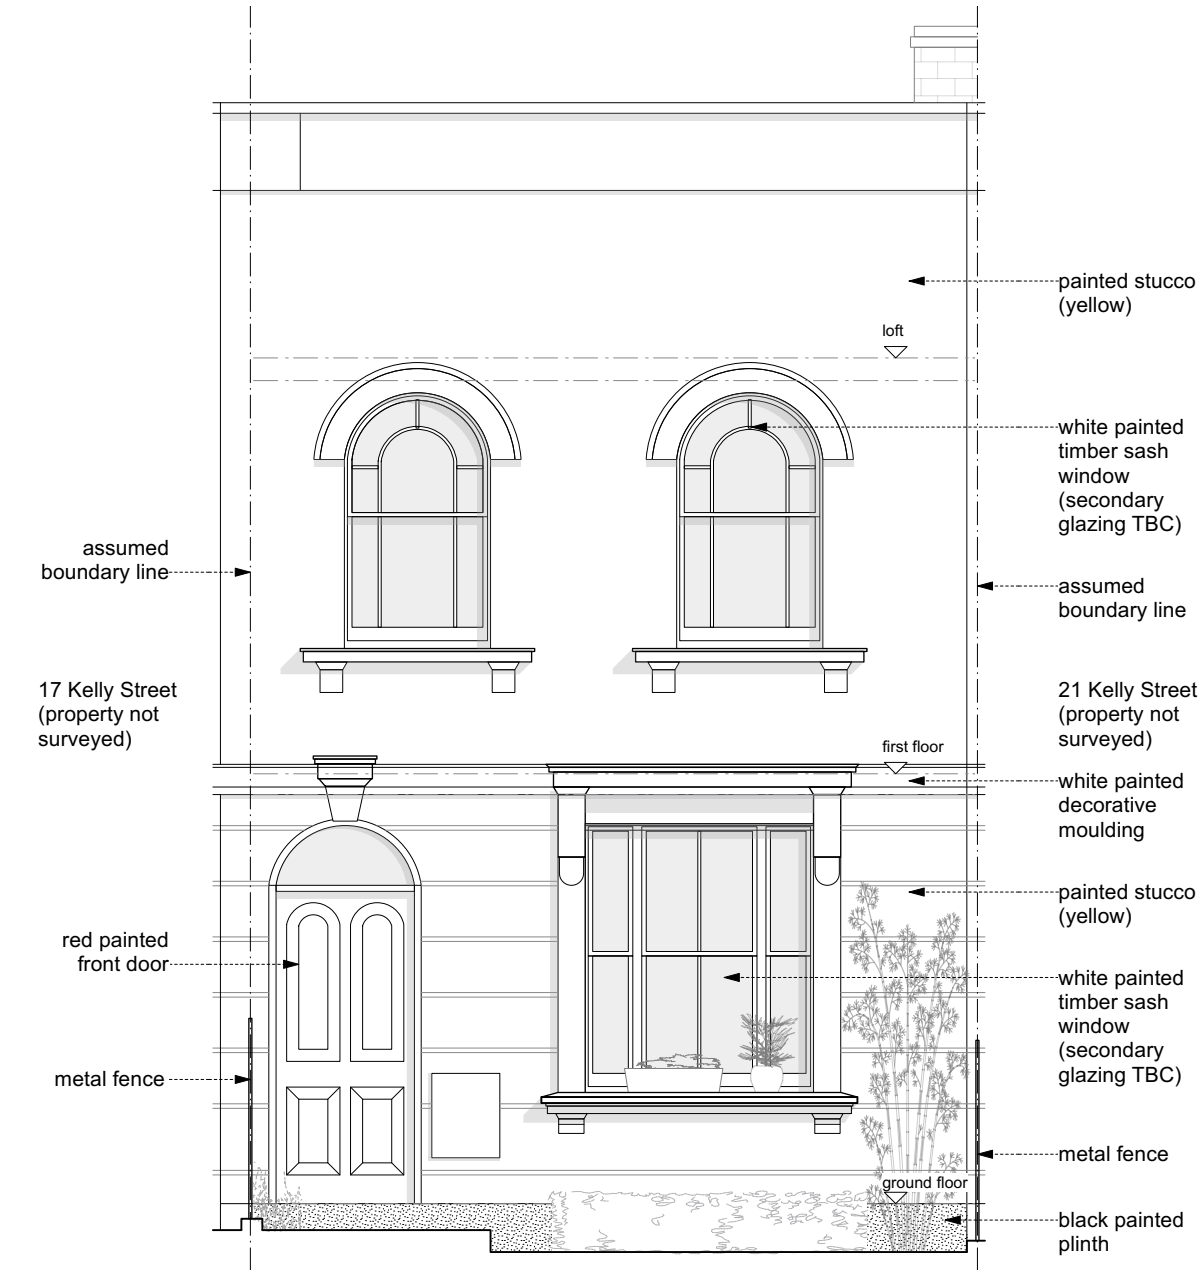 painted stucco
(yellow)
loft
white painted
timber sash
window
(secondary
glazing TBC)
assumed
boundary line
assumed
boundary line
17 Kelly Street
(property not
surveyed)
21 Kelly Street
(property not
surveyed)
first floor
white painted
decorative
moulding
painted stucco
(yellow)
red painted
front door
white painted
timber sash
window
(secondary
glazing TBC)
metal fence
metal fence
ground floor
black painted
plinth